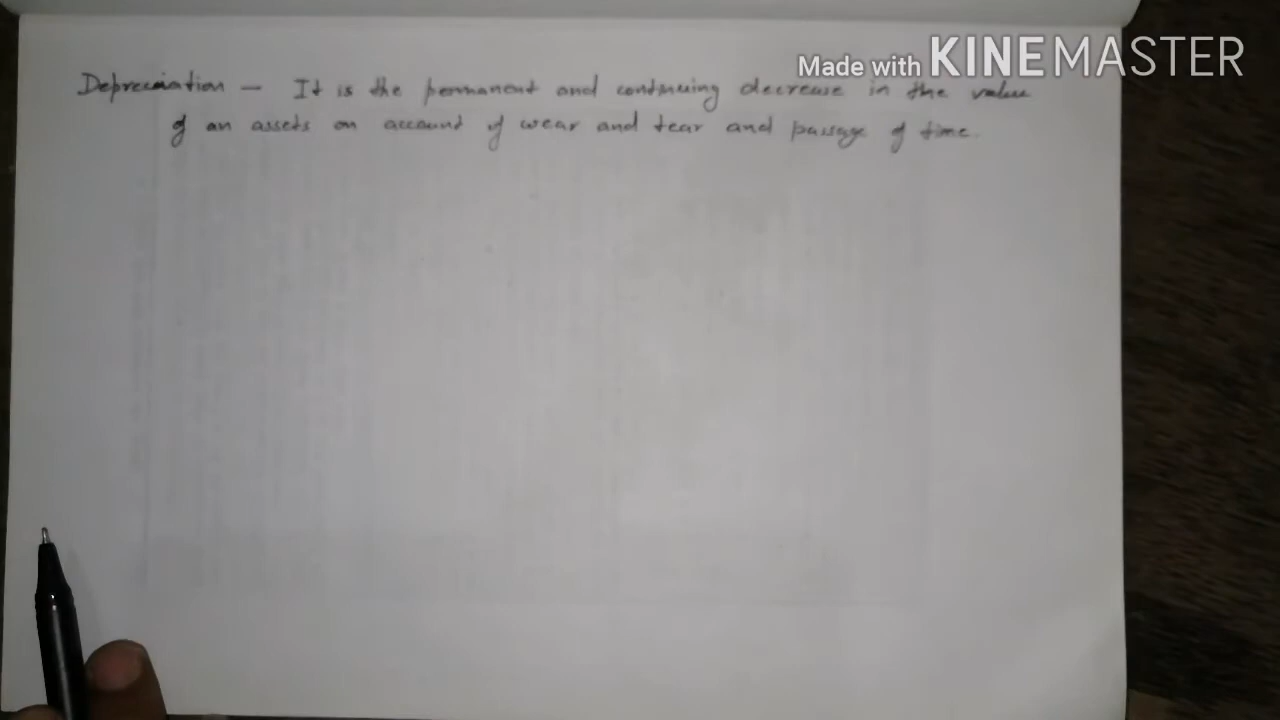 Made with KINEMASTER
Depreciation — It is the permanent and continuing decrease in the value
of an assets on account of wear and tear and passage of time.